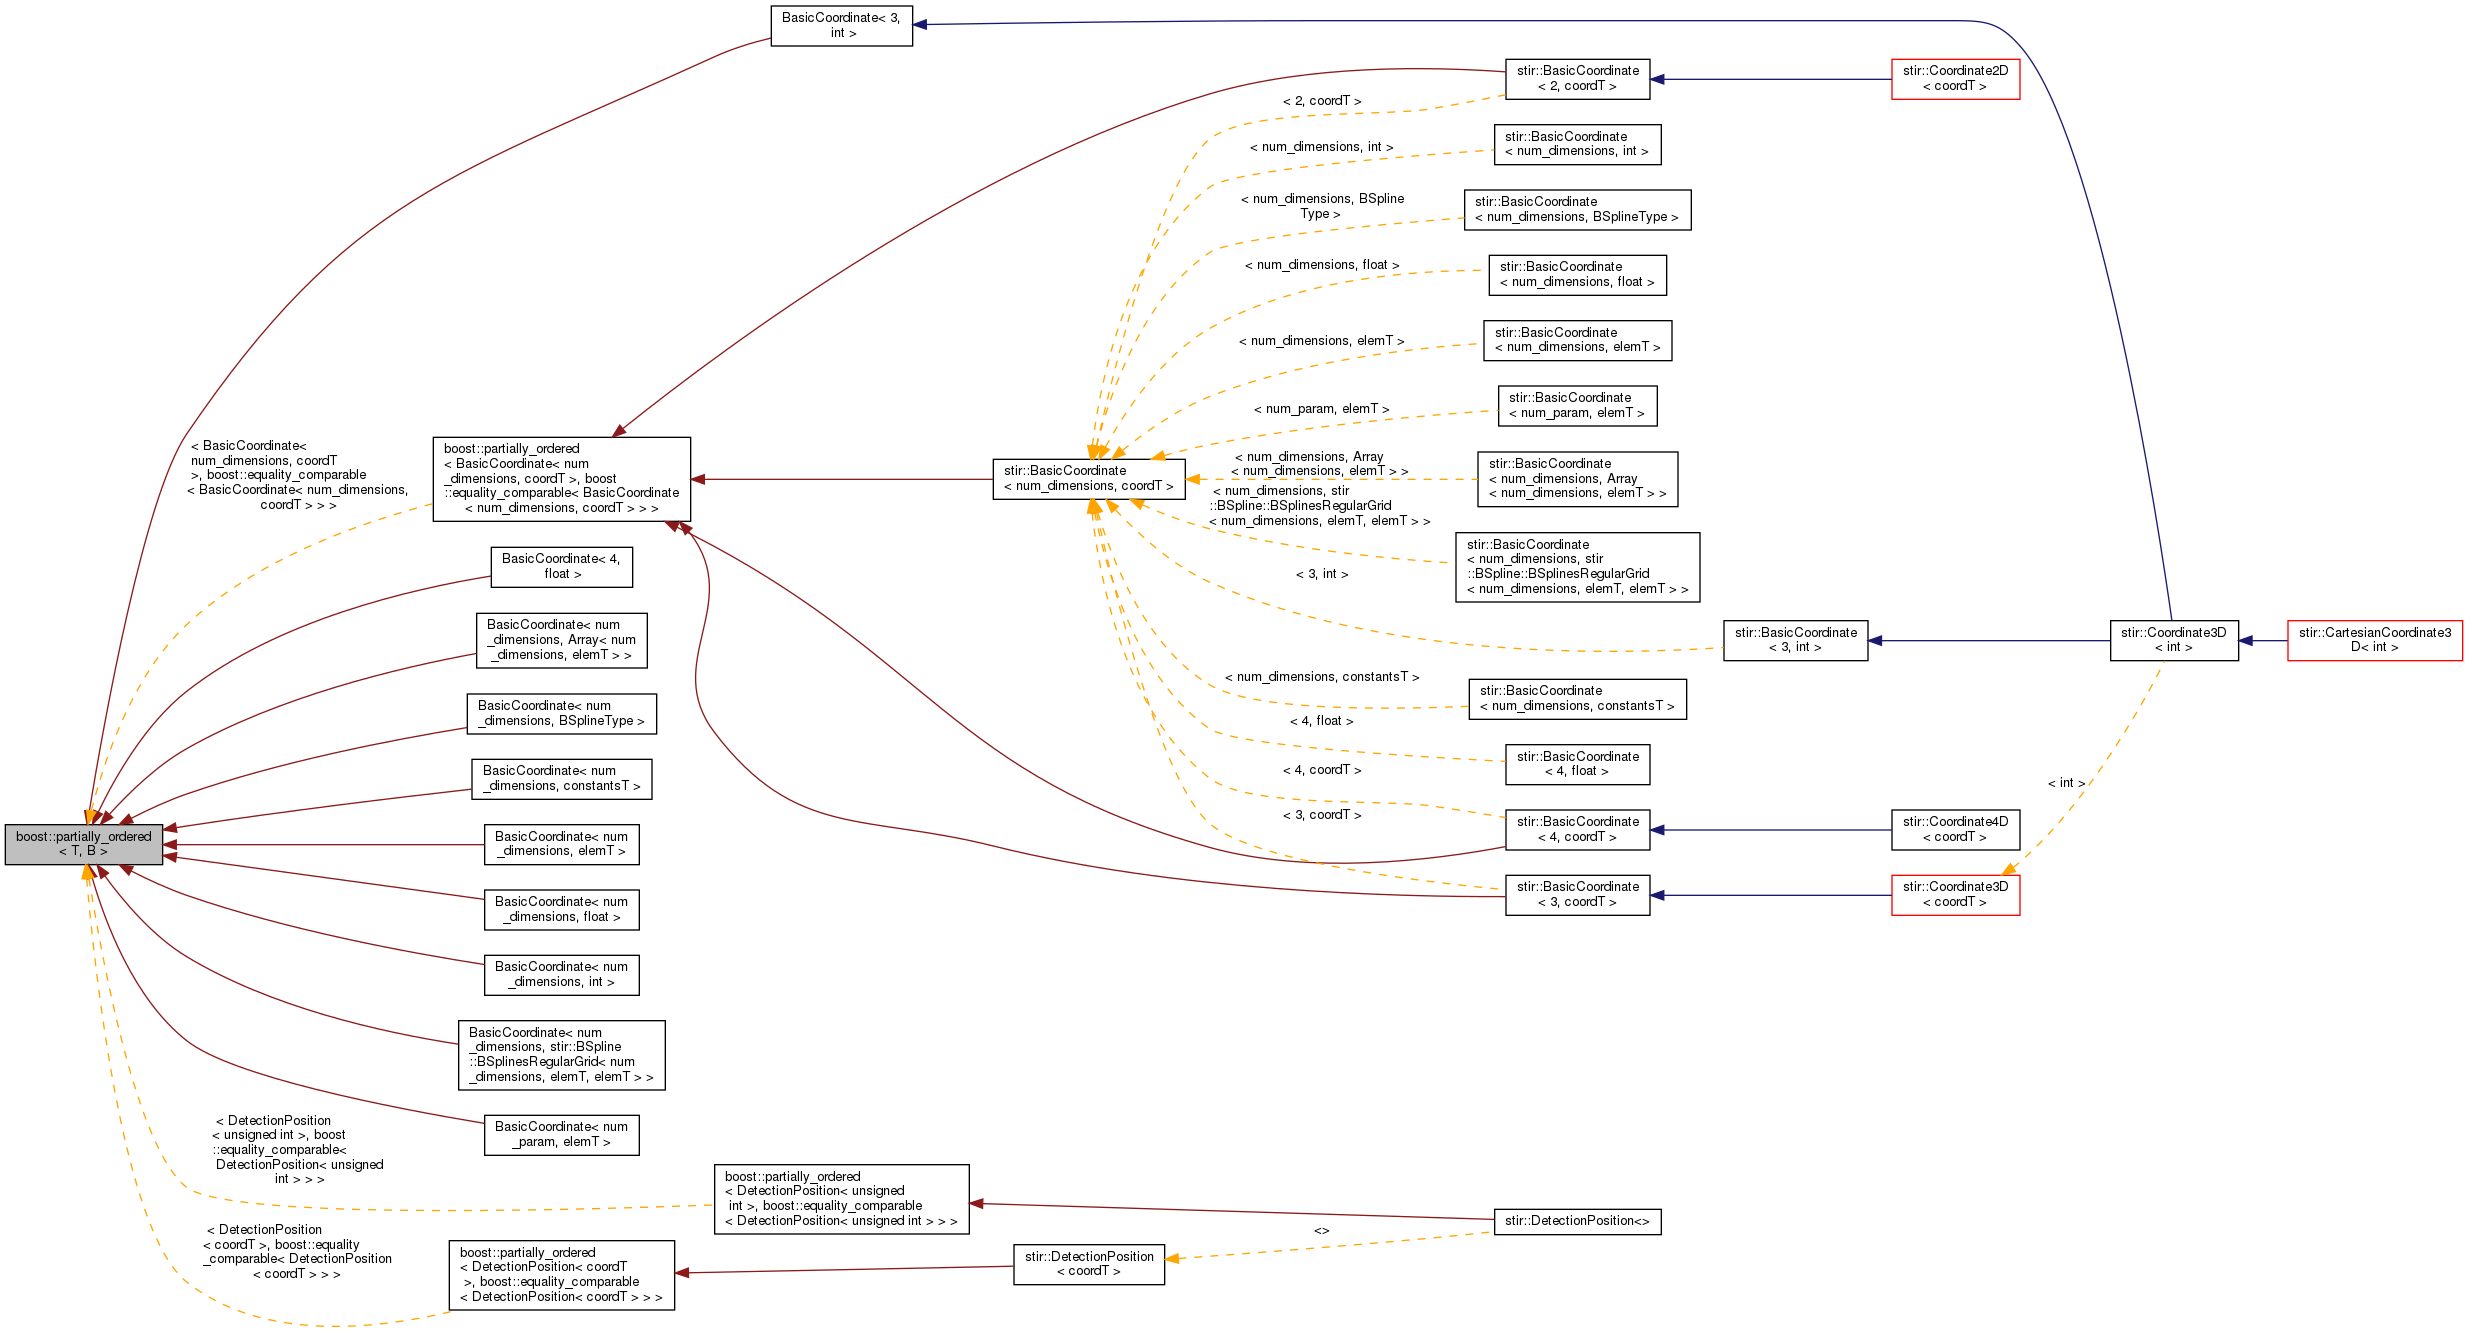 BasicCoordinate< 3,
int >
stir::BasicCoordinate
< 2, coordT >
stir::Coordinate2D
< coordT >
< 2, coordT >
stir::BasicCoordinate
< num_dimensions, int >
< num_dimensions, int >
stir::BasicCoordinate
< num_dimensions, BSplineType >
< num_dimensions, BSpline
Type >
stir::BasicCoordinate
< num_dimensions, float >
< num_dimensions, float >
stir::BasicCoordinate
< num_dimensions, elemT >
< num_dimensions, elemT >
stir::BasicCoordinate
< num_param, elemT >
< num_param, elemT >
< BasicCoordinate<
num_dimensions, coordT
>, boost::equality_comparable
< BasicCoordinate< num_dimensions,
coordT > > >
boost::partially_ordered
< BasicCoordinate< num
_dimensions, coordT >, boost
::equality_comparable< BasicCoordinate
< num_dimensions, coordT > > >
stir::BasicCoordinate
< num_dimensions, coordT >
< num_dimensions, Array
< num_dimensions, elemT > >
stir::BasicCoordinate
< num_dimensions, Array
< num_dimensions, elemT > >
< num_dimensions, stir
::BSpline::BSplinesRegularGrid
< num_dimensions, elemT, elemT > >
stir::BasicCoordinate
< num_dimensions, stir
::BSpline::BSplinesRegularGrid
< num_dimensions, elemT, elemT > >
BasicCoordinate< 4,
float >
< 3, int >
stir::BasicCoordinate
< 3, int >
stir::Coordinate3D
< int >
stir::CartesianCoordinate3
D< int >
BasicCoordinate< num
_dimensions, Array< num
_dimensions, elemT > >
< num_dimensions, constantsT >
stir::BasicCoordinate
< num_dimensions, constantsT >
BasicCoordinate< num
_dimensions, BSplineType >
< 4, float >
stir::BasicCoordinate
< 4, float >
BasicCoordinate< num
_dimensions, constantsT >
< 4, coordT >
< int >
stir::BasicCoordinate
< 4, coordT >
stir::Coordinate4D
< coordT >
< 3, coordT >
boost::partially_ordered
< T, B >
BasicCoordinate< num
_dimensions, elemT >
stir::BasicCoordinate
< 3, coordT >
stir::Coordinate3D
< coordT >
BasicCoordinate< num
_dimensions, float >
BasicCoordinate< num
_dimensions, int >
BasicCoordinate< num
_dimensions, stir::BSpline
::BSplinesRegularGrid< num
_dimensions, elemT, elemT > >
BasicCoordinate< num
_param, elemT >
< DetectionPosition
< unsigned int >, boost
::equality_comparable<
DetectionPosition< unsigned
int > > >
boost::partially_ordered
< DetectionPosition< unsigned
int >, boost::equality_comparable
< DetectionPosition< unsigned int > > >
stir::DetectionPosition<>
<>
< DetectionPosition
< coordT >, boost::equality
_comparable< DetectionPosition
< coordT > > >
boost::partially_ordered
< DetectionPosition< coordT
>, boost::equality_comparable
< DetectionPosition< coordT > > >
stir::DetectionPosition
< coordT >